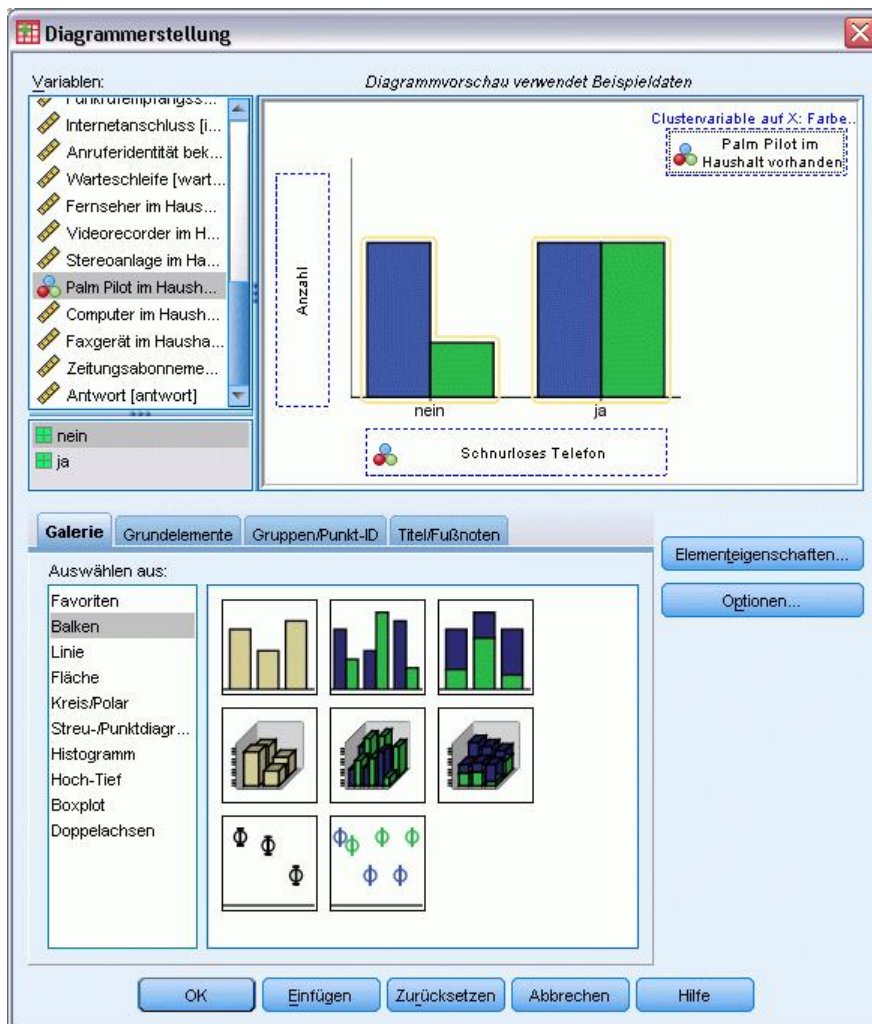 Diagrammerstellung
Variablen:
Diagrammvorschau verwendet Beispieldaten
Internetanschluss [i...
Anruferidentität bek...
Warteschleife [wart...
Fernseher im Haus...
Videorecorder im H...
Stereoanlage im Ha...
Palm Pilot im Haush...
Computer im Haush...
Faxgerät im Hausha...
Zeitungsabonneme...
Antwort [antwort]
nein
ja
Clustervariable auf X: Farbe..
Palm Pilot im
Haushalt vorhanden
Anzahl
nein
ja
Schnurloses Telefon
Galerie
Grundelemente
Gruppen/Punkt-ID
Titel/Fußnoten
Elementeigenschaften...
Optionen...
Auswählen aus:
Favoriten
Balken
Linie
Fläche
Kreis/Polar
Streu-/Punktdiagr...
Histogramm
Hoch-Tief
Boxplot
Doppelachsen
OK
Einfügen
Zurücksetzen
Abbrechen
Hilfe